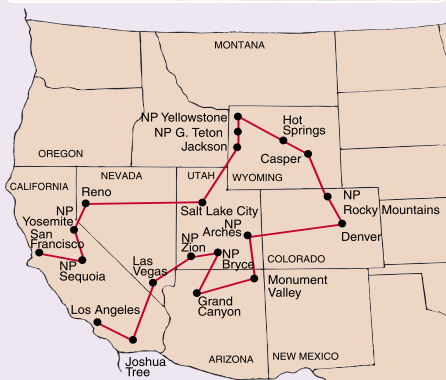 MONTANA
NP Yellowstone
Hot
Springs
NP G. Teton
Jackson
OREGON
Casper
NEVADA
UTAH
WYOMING
CALIFORNIA
Reno
NP
Rocky Mountains
NP
Yosemite
Salt Lake City
San
Francisco
NP
Arches
Denver
NP
Zion
NP
Bryce
COLORADO
NP
Sequoia
Las
Vegas
Monument
Valley
Grand
Canyon
Los Angeles
Joshua
Tree
ARIZONA
NEW MEXICO